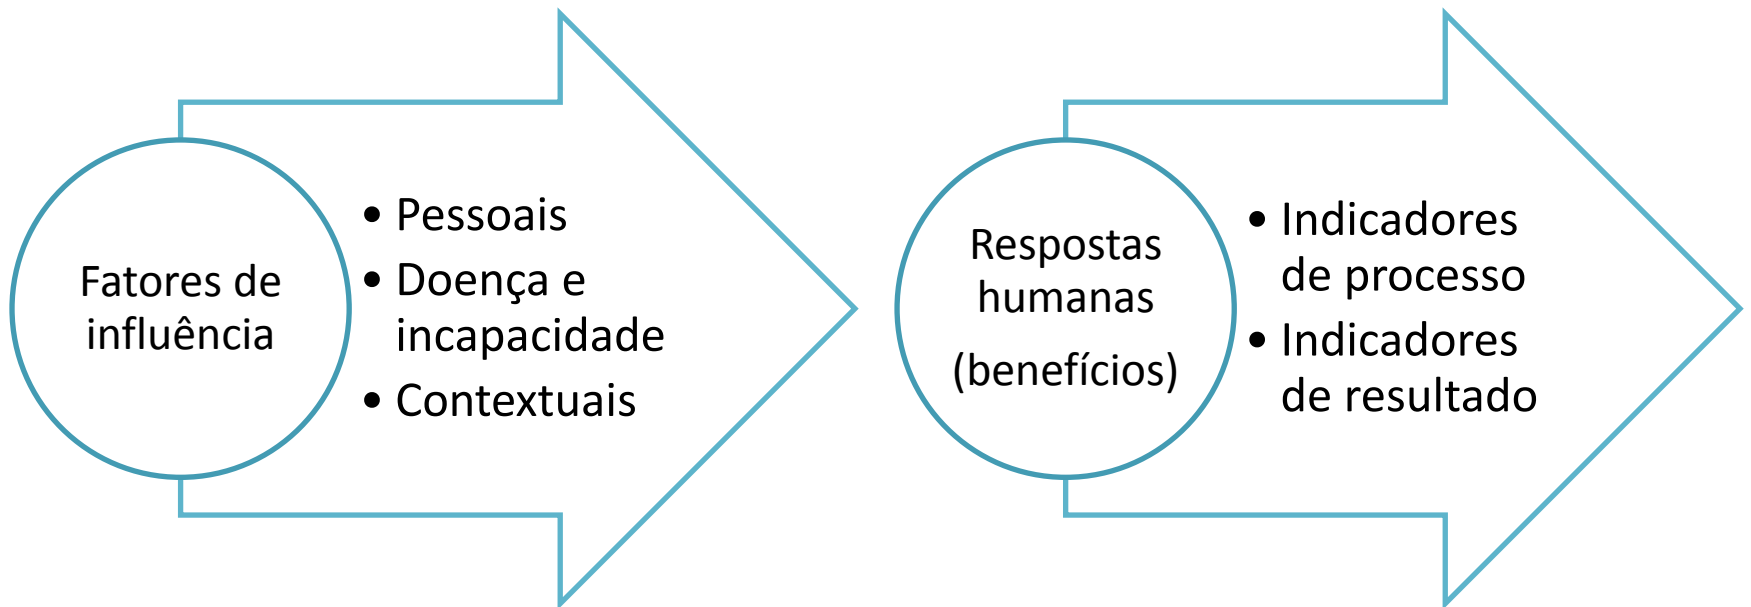 Fatores de
influência
• Pessoais
• Doença e
incapacidade
• Contextuais
Respostas
humanas
(benefícios)
• Indicadores
de processo
• Indicadores
de resultado